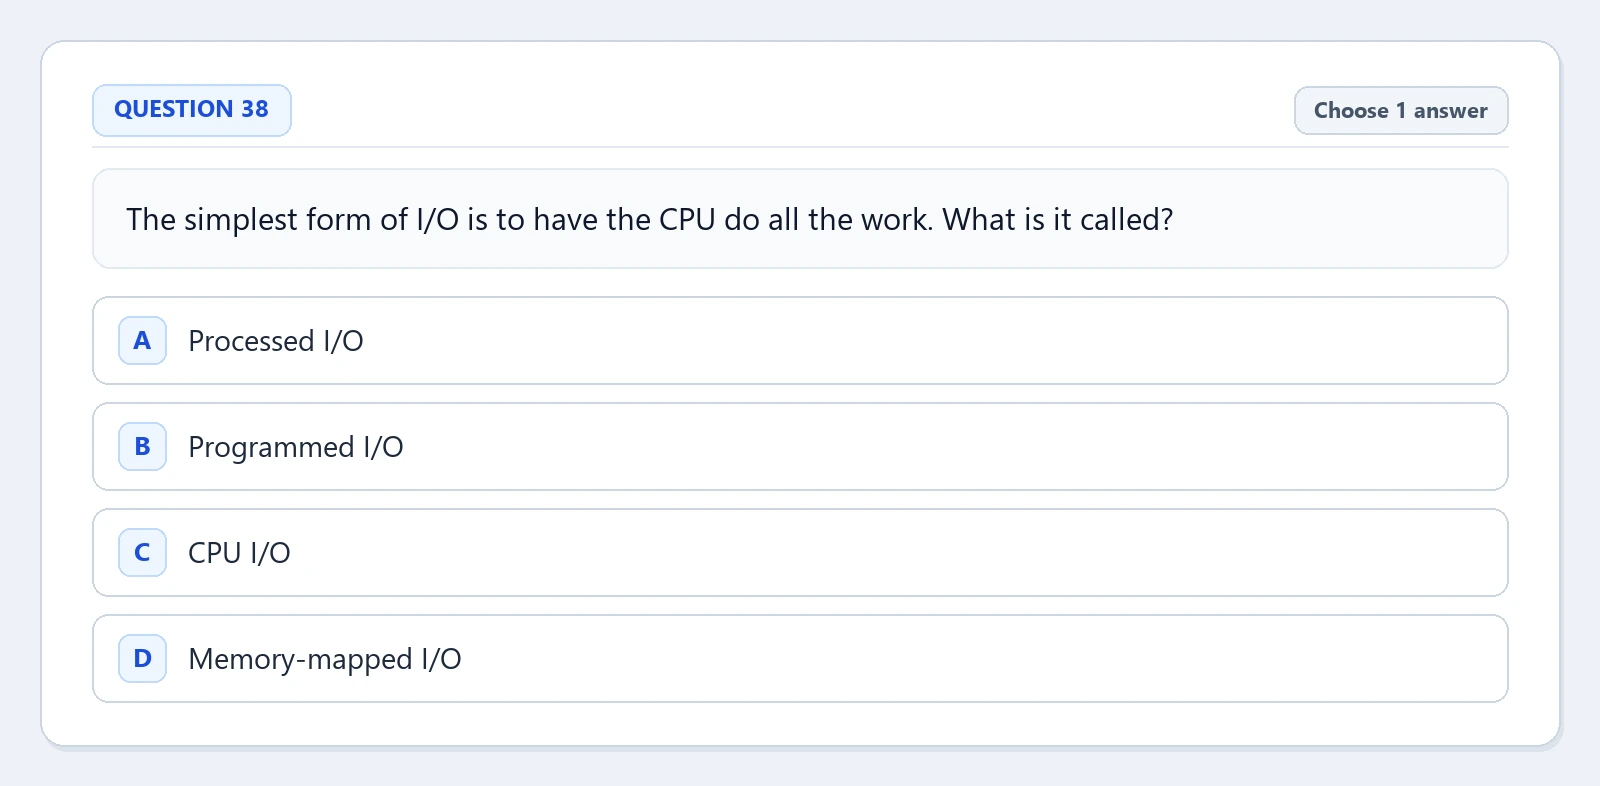 QUESTION 38
Choose 1 answer
The simplest form of I/O is to have the CPU do all the work. What is it called?
A Processed I/O
B Programmed I/O
C CPU I/O
D Memory-mapped I/O